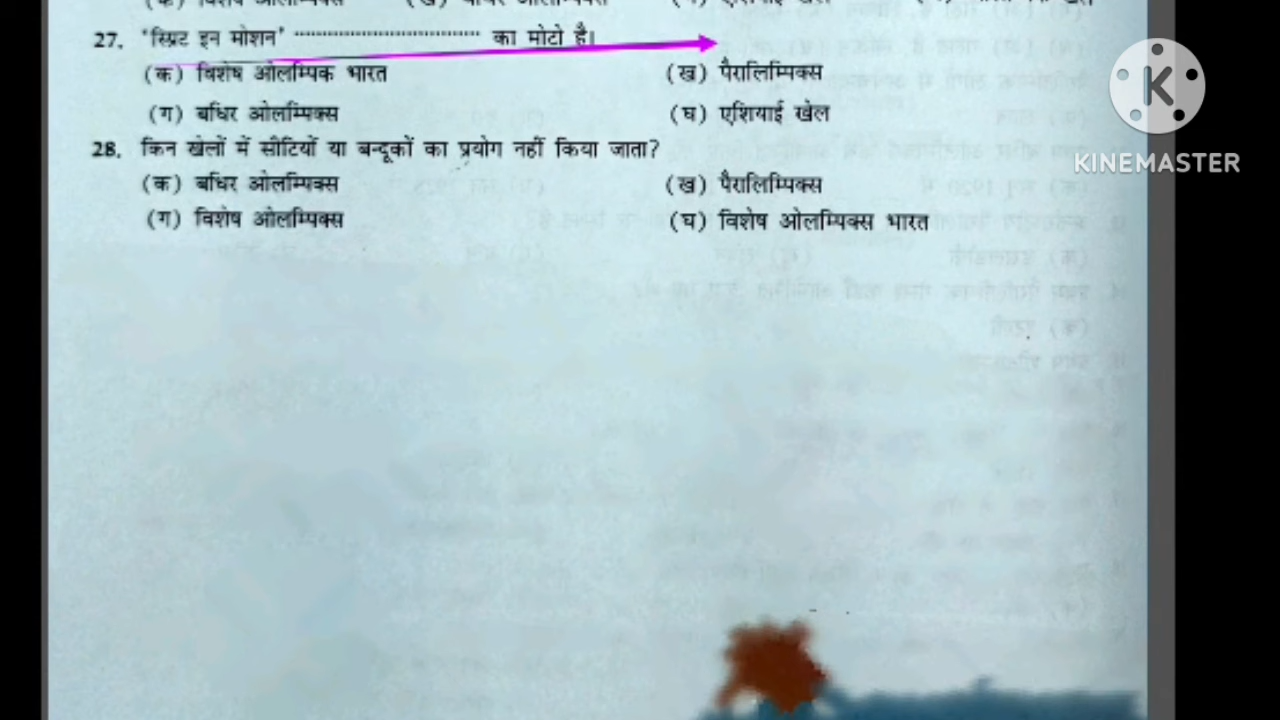 27. 'स्प्रिट इन मोशन' .................................. का मोटो है।
(क) विशेष ओलम्पिक भारत (ख) पैरालिम्पिक्स
(ग) बधिर ओलम्पिक्स (घ) एशियाई खेल
28. किन खेलों में सीटियों या बन्दूकों का प्रयोग नहीं किया जाता?
(क) बधिर ओलम्पिक्स (ख) पैरालिम्पिक्स
(ग) विशेष ओलम्पिक्स (घ) विशेष ओलम्पिक्स भारत
K
KINEMASTER